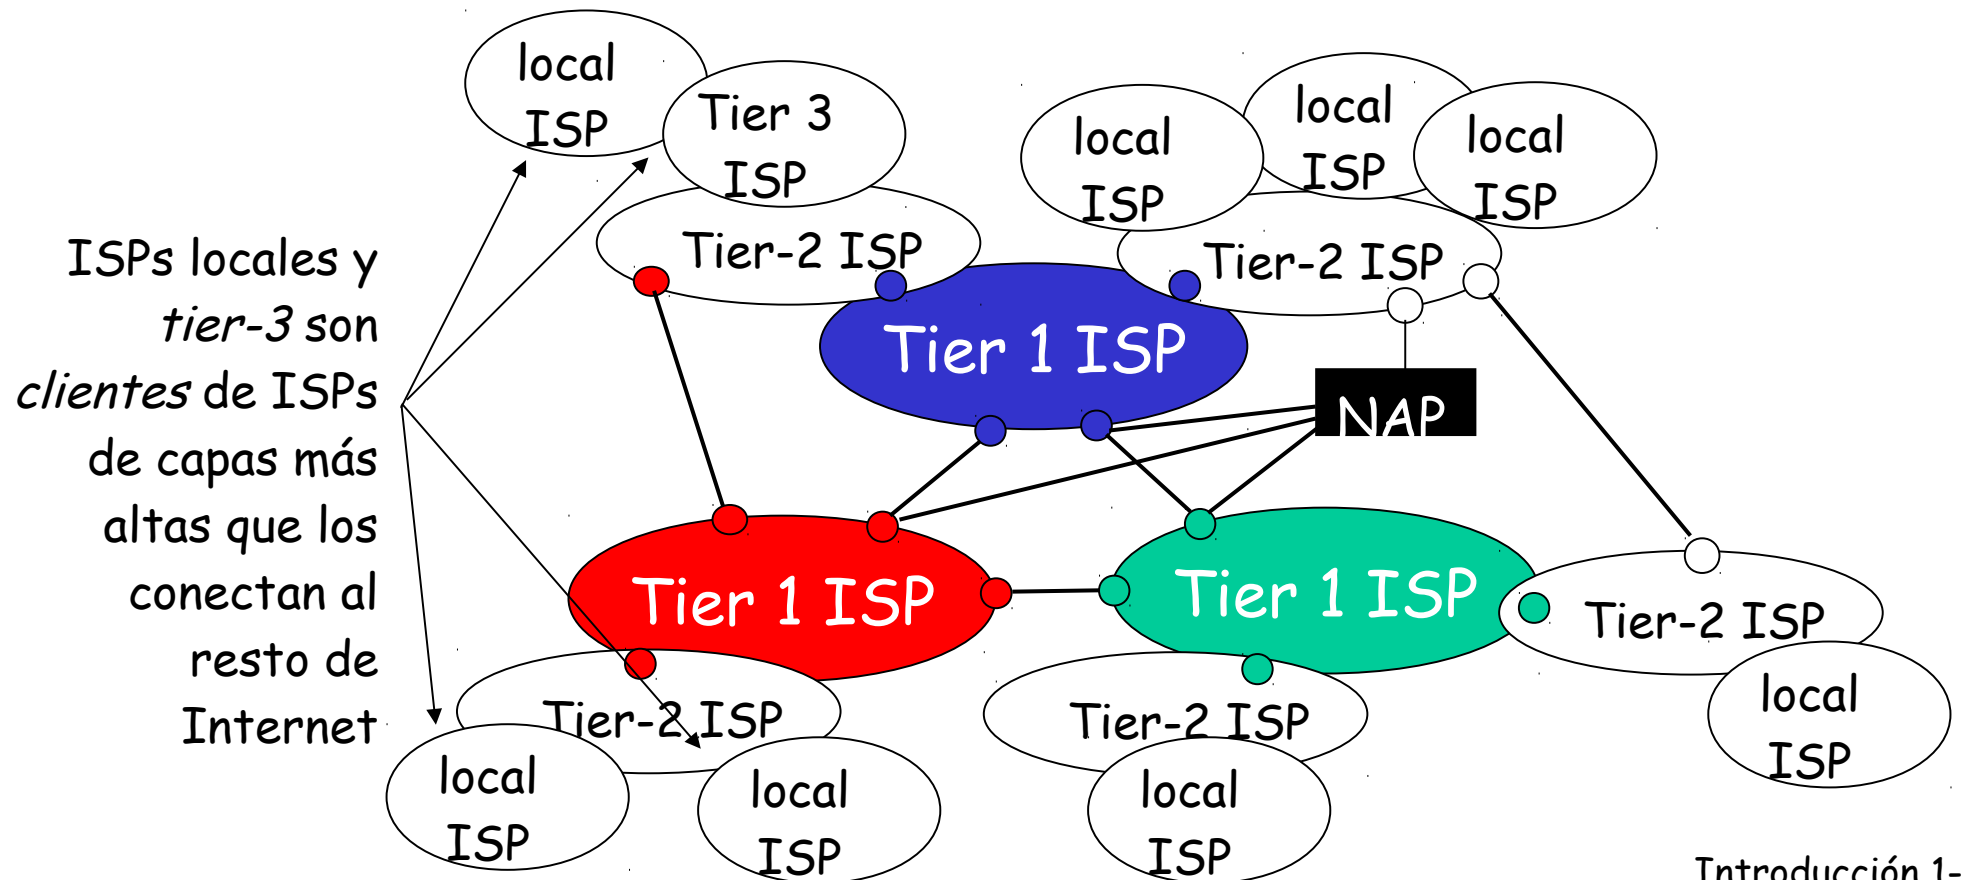 local
ISP
Tier 3
ISP
local
ISP
local
ISP
local
ISP
Tier-2 ISP
Tier-2 ISP
ISPs locales y
tier-3 son
clientes de ISPs
de capas más
altas que los
conectan al
resto de
Internet
Tier 1 ISP
NAP
Tier 1 ISP
Tier 1 ISP
Tier-2 ISP
Tier-2 ISP
Tier-2 ISP
local
ISP
local
ISP
local
ISP
local
ISP
Introducción 1-